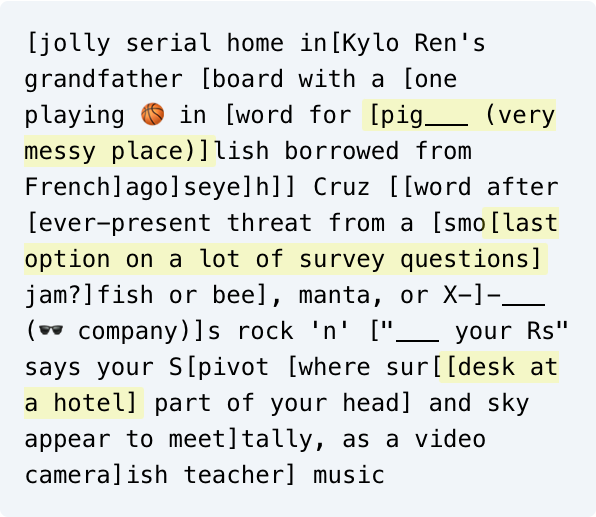 [jolly serial home in[Kylo Ren's
grandfather [board with a [one
playing 🏀 in [word for [pig___ (very
messy place)]]lish borrowed from
French]ago]seye]h]] Cruz [[word after
[ever-present threat from a [smo[last
option on a lot of survey questions]
jam?]fish or bee], manta, or X-]-___
(🕶️ company)]s rock 'n' ["___ your Rs"
says your S[pivot [where sur[[desk at
a hotel] part of your head] and sky
appear to meet]tally, as a video
camera]ish teacher] music